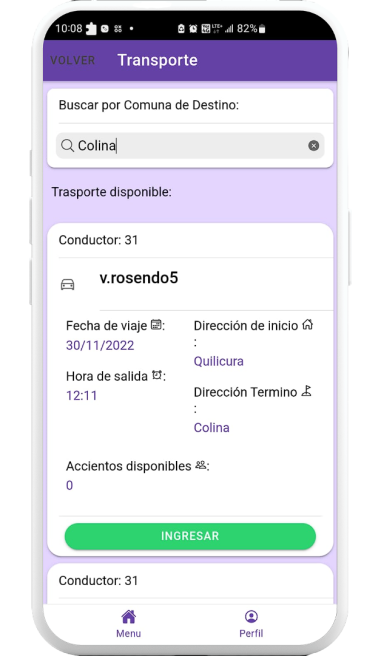 10:08 82%
VOLVER Transporte
Buscar por Comuna de Destino:
Colina
Trasporte disponible:
Conductor: 31
v.rosendo5
Fecha de viaje :
30/11/2022
Hora de salida :
12:11
Dirección de inicio
:
Quilicura
Dirección Termino
:
Colina
Accientos disponibles :
0
INGRESAR
Conductor: 31
Menu Perfil